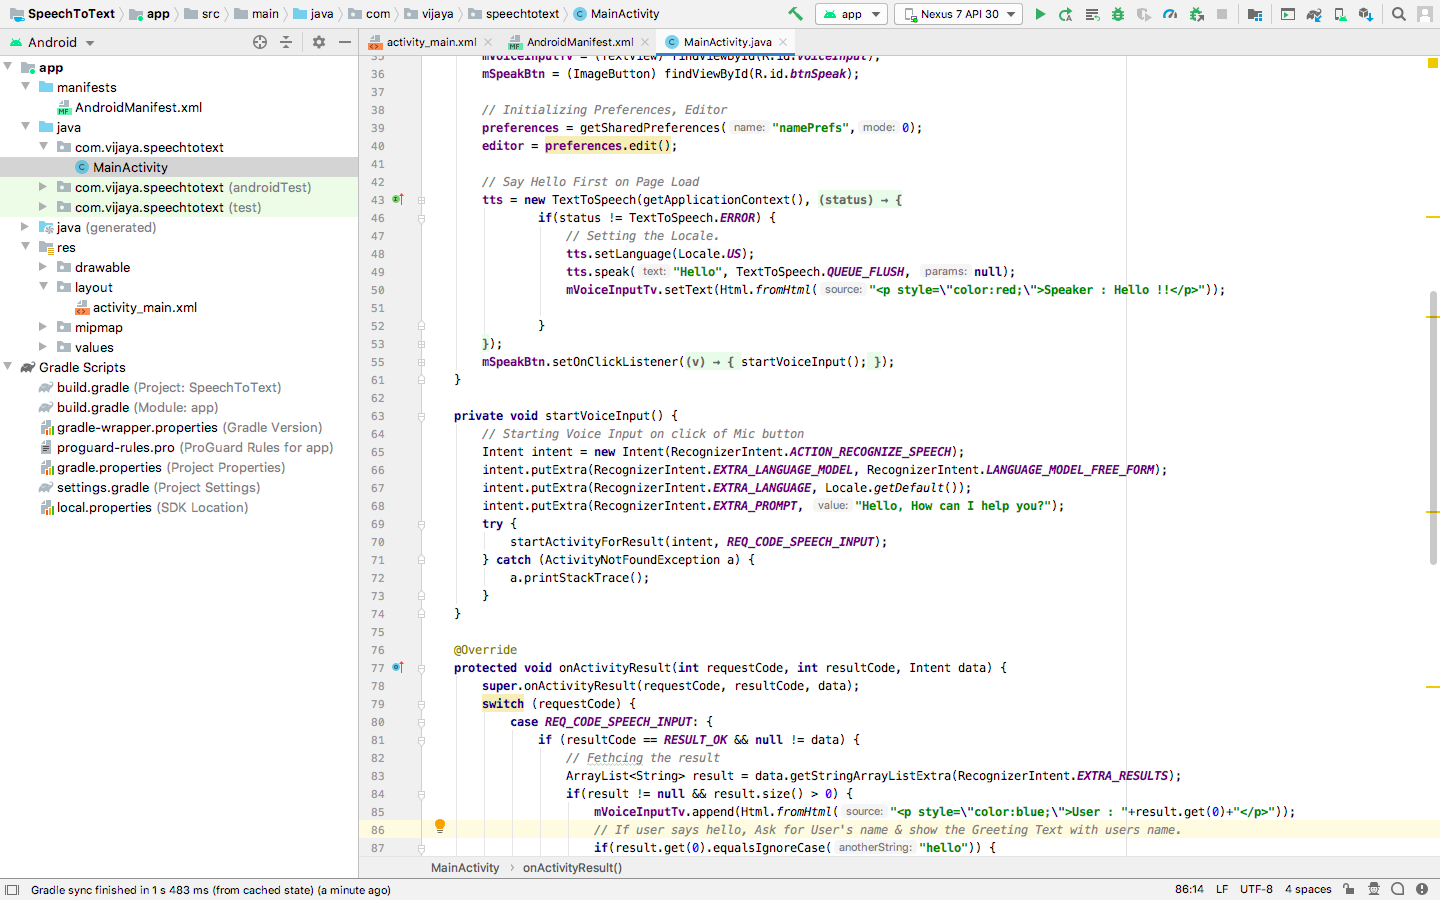 SpeechToText app src main java com vijaya speechtotext MainActivity app Nexus 7 API 30
Android activity_main.xml AndroidManifest.xml MainActivity.java
app
manifests
AndroidManifest.xml
java
com.vijaya.speechtotext
MainActivity
com.vijaya.speechtotext (androidTest)
com.vijaya.speechtotext (test)
java (generated)
res
drawable
layout
activity_main.xml
mipmap
values
Gradle Scripts
build.gradle (Project: SpeechToText)
build.gradle (Module: app)
gradle-wrapper.properties (Gradle Version)
proguard-rules.pro (ProGuard Rules for app)
gradle.properties (Project Properties)
settings.gradle (Project Settings)
local.properties (SDK Location)
35 mVoiceInputTv = (TextView) findViewById(R.id.voiceInput);
36 mSpeakBtn = (ImageButton) findViewById(R.id.btnSpeak);
37
38 // Initializing Preferences, Editor
39 preferences = getSharedPreferences( name: "namePrefs", mode: 0);
40 editor = preferences.edit();
41
42 // Say Hello First on Page Load
43 tts = new TextToSpeech(getApplicationContext(), (status) → {
46 if(status != TextToSpeech.ERROR) {
47 // Setting the Locale.
48 tts.setLanguage(Locale.US);
49 tts.speak( text: "Hello", TextToSpeech.QUEUE_FLUSH, params: null);
50 mVoiceInputTv.setText(Html.fromHtml( source: "<p style=\"color:red;\">Speaker : Hello !!</p>"));
51
52 }
53 });
55 mSpeakBtn.setOnClickListener((v) → { startVoiceInput(); });
61 }
62
63 private void startVoiceInput() {
64 // Starting Voice Input on click of Mic button
65 Intent intent = new Intent(RecognizerIntent.ACTION_RECOGNIZE_SPEECH);
66 intent.putExtra(RecognizerIntent.EXTRA_LANGUAGE_MODEL, RecognizerIntent.LANGUAGE_MODEL_FREE_FORM);
67 intent.putExtra(RecognizerIntent.EXTRA_LANGUAGE, Locale.getDefault());
68 intent.putExtra(RecognizerIntent.EXTRA_PROMPT, value: "Hello, How can I help you?");
69 try {
70 startActivityForResult(intent, REQ_CODE_SPEECH_INPUT);
71 } catch (ActivityNotFoundException a) {
72 a.printStackTrace();
73 }
74 }
75
76 @Override
77 protected void onActivityResult(int requestCode, int resultCode, Intent data) {
78 super.onActivityResult(requestCode, resultCode, data);
79 switch (requestCode) {
80 case REQ_CODE_SPEECH_INPUT: {
81 if (resultCode == RESULT_OK && null != data) {
82 // Fethcing the result
83 ArrayList<String> result = data.getStringArrayListExtra(RecognizerIntent.EXTRA_RESULTS);
84 if(result != null && result.size() > 0) {
85 mVoiceInputTv.append(Html.fromHtml( source: "<p style=\"color:blue;\">User : "+result.get(0)+"</p>"));
86 // If user says hello, Ask for User's name & show the Greeting Text with users name.
87 if(result.get(0).equalsIgnoreCase( anotherString: "hello")) {
MainActivity › onActivityResult()
Gradle sync finished in 1 s 483 ms (from cached state) (a minute ago) 86:14 LF UTF-8 4 spaces